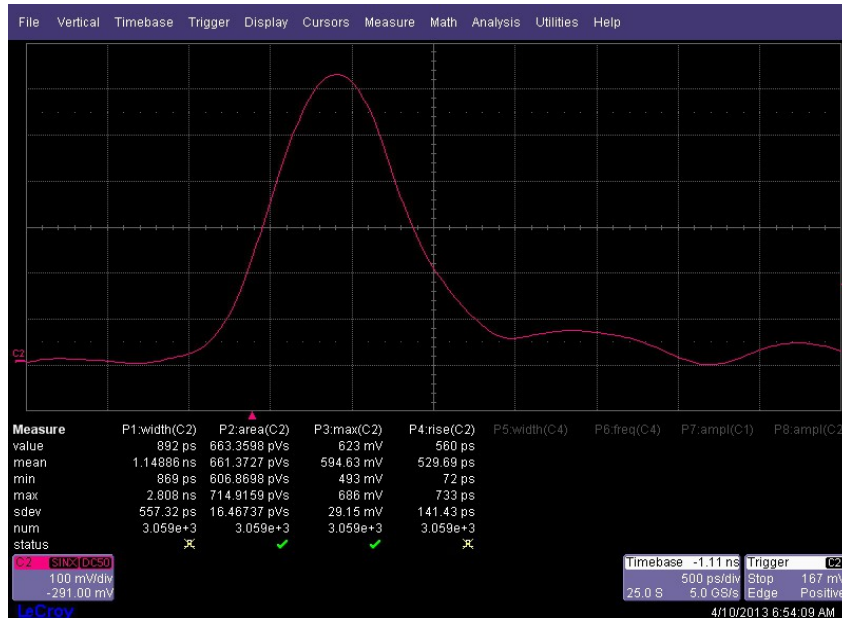 File Vertical Timebase Trigger Display Cursors Measure Math Analysis Utilities Help
C2
Measure P1:width(C2) P2:area(C2) P3:max(C2) P4:rise(C2) P5:width(C4) P6:freq(C4) P7:ampl(C1) P8:ampl(C2
value 892 ps 663.3598 pVs 623 mV 560 ps
mean 1.14886 ns 661.3727 pVs 594.63 mV 529.69 ps
min 869 ps 606.8698 pVs 493 mV 72 ps
max 2.808 ns 714.9159 pVs 686 mV 733 ps
sdev 557.32 ps 16.46737 pVs 29.15 mV 141.43 ps
num 3.059e+3 3.059e+3 3.059e+3 3.059e+3
status
C2 SINX DC50 Timebase -1.11 ns Trigger C2
100 mV/div 500 ps/div Stop 167 mV
-291.00 mV 25.0 S 5.0 GS/s Edge Positive
LeCroy 4/10/2013 6:54:09 AM